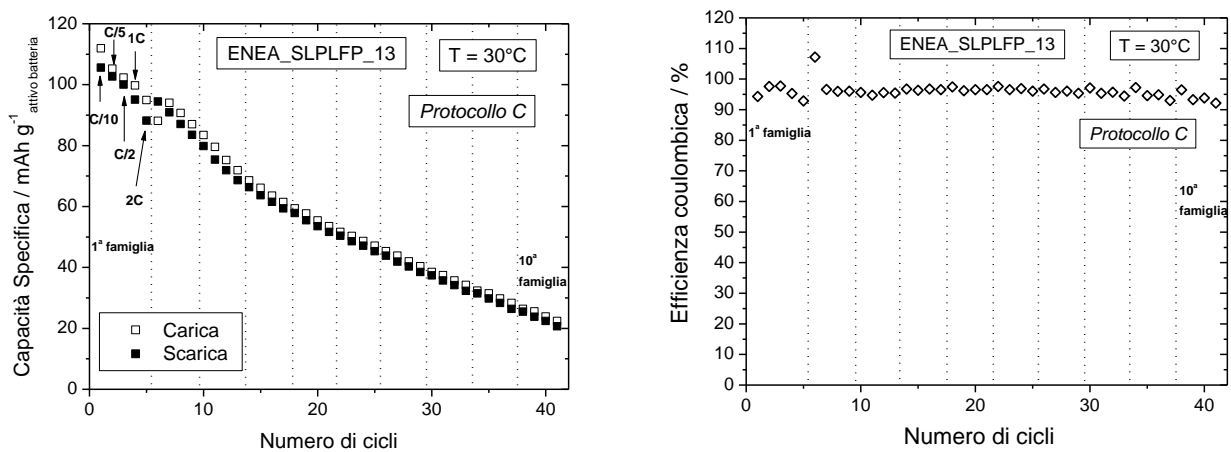 120
100
80
60
40
20
0
Capacità Specifica / mAh g-1 attivo batteria
C/5
1C
C/10
C/2
2C
ENEA_SLPLFP_13
T = 30°C
Protocollo C
1a famiglia
10a
famiglia
Carica
Scarica
0
10
20
30
40
Numero di cicli
120
110
100
90
80
70
60
50
40
30
20
10
0
Efficienza coulombica / %
ENEA_SLPLFP_13
T = 30°C
1a famiglia
Protocollo C
10a
famiglia
0
10
20
30
40
Numero di cicli